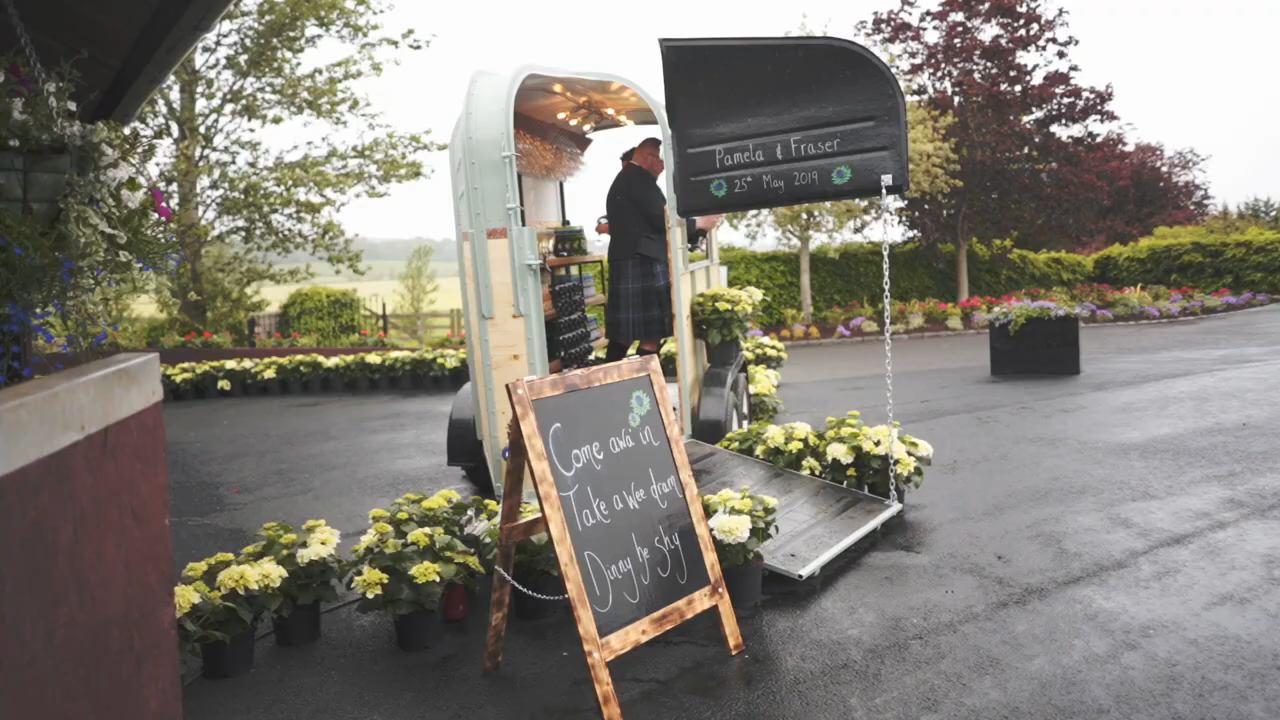 Pamela & Fraser
25th May 2019
Come awa' in
Take a wee dram
Dinny be shy